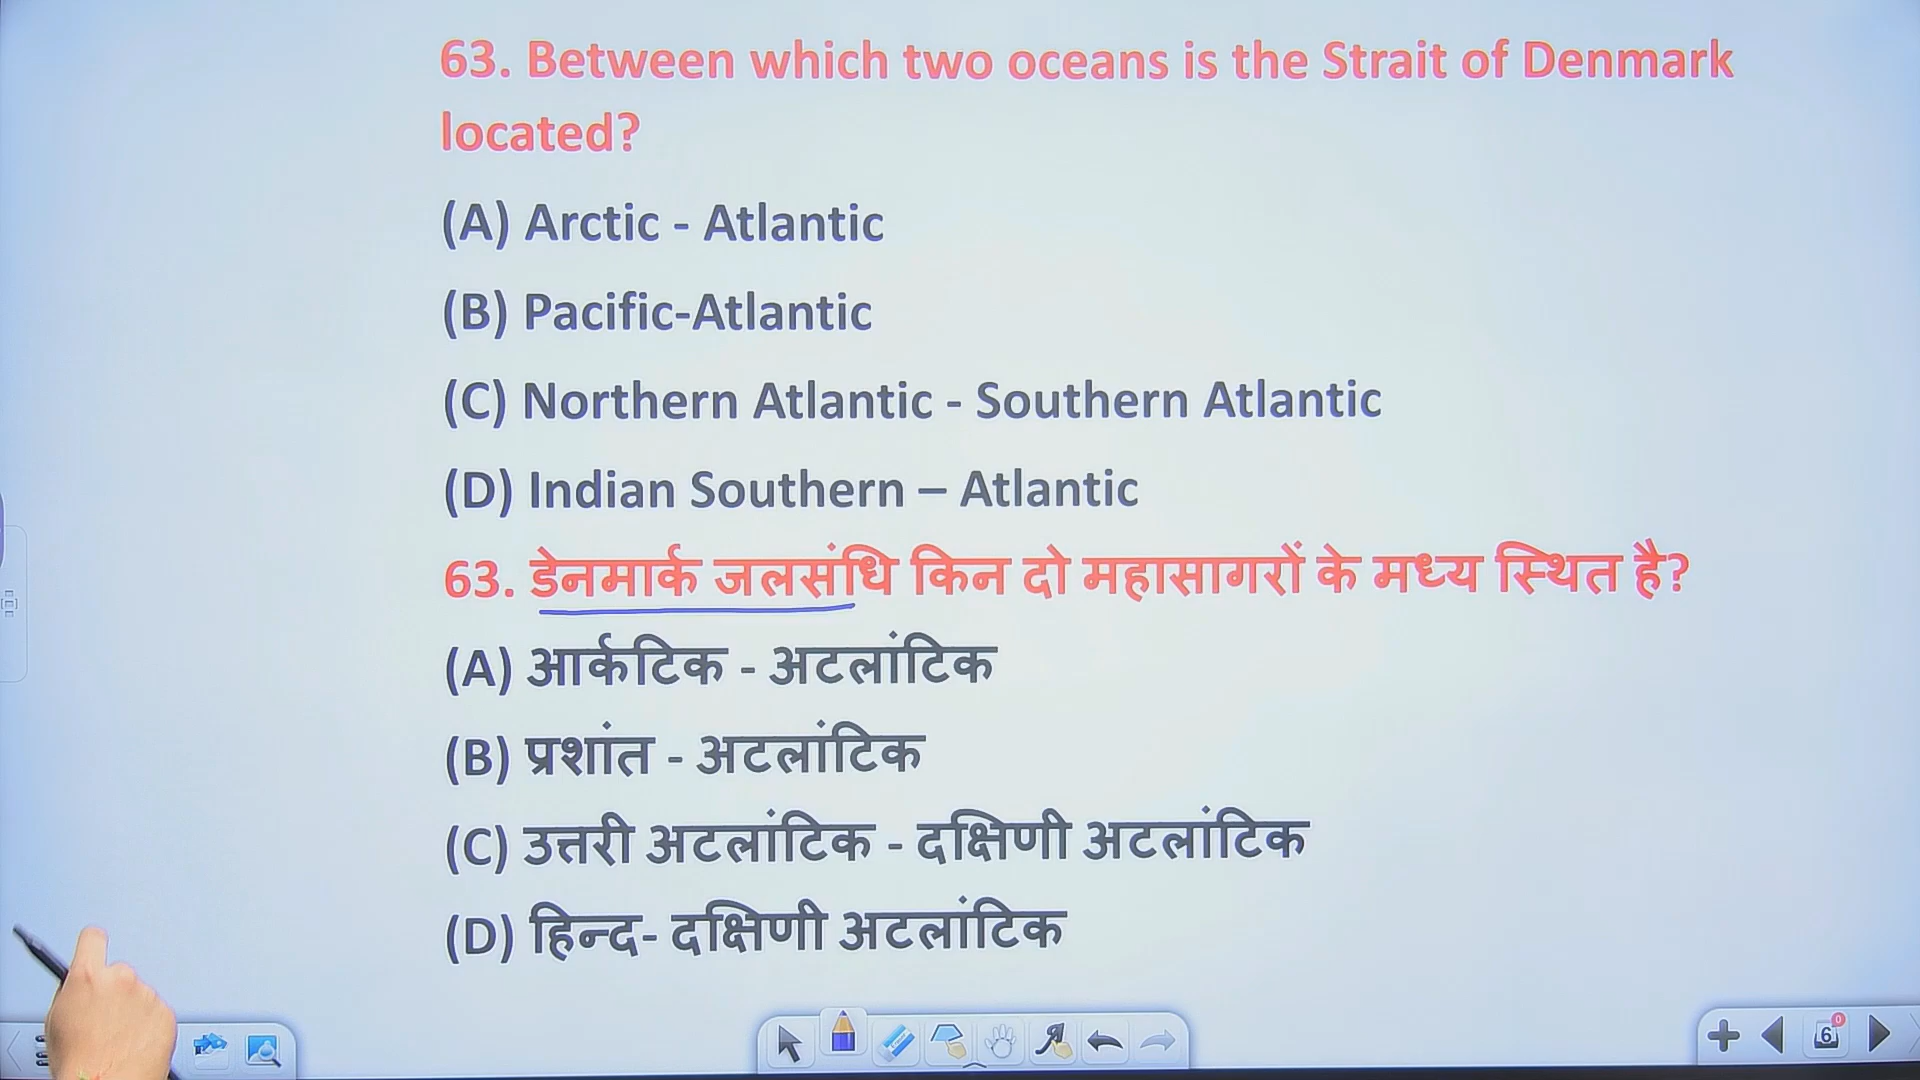 63. Between which two oceans is the Strait of Denmark
located?
(A) Arctic - Atlantic
(B) Pacific-Atlantic
(C) Northern Atlantic - Southern Atlantic
(D) Indian Southern – Atlantic
63. डेनमार्क जलसंधि किन दो महासागरों के मध्य स्थित है?
(A) आर्कटिक - अटलांटिक
(B) प्रशांत - अटलांटिक
(C) उत्तरी अटलांटिक - दक्षिणी अटलांटिक
(D) हिन्द- दक्षिणी अटलांटिक
6
0